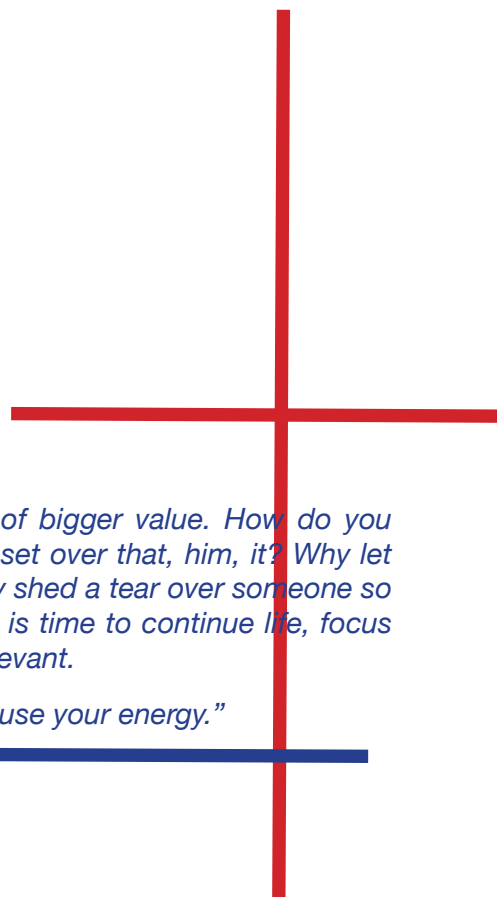 of bigger value. How do you
set over that, him, it? Why let
shed a tear over someone so
is time to continue life, focus
use your energy.”